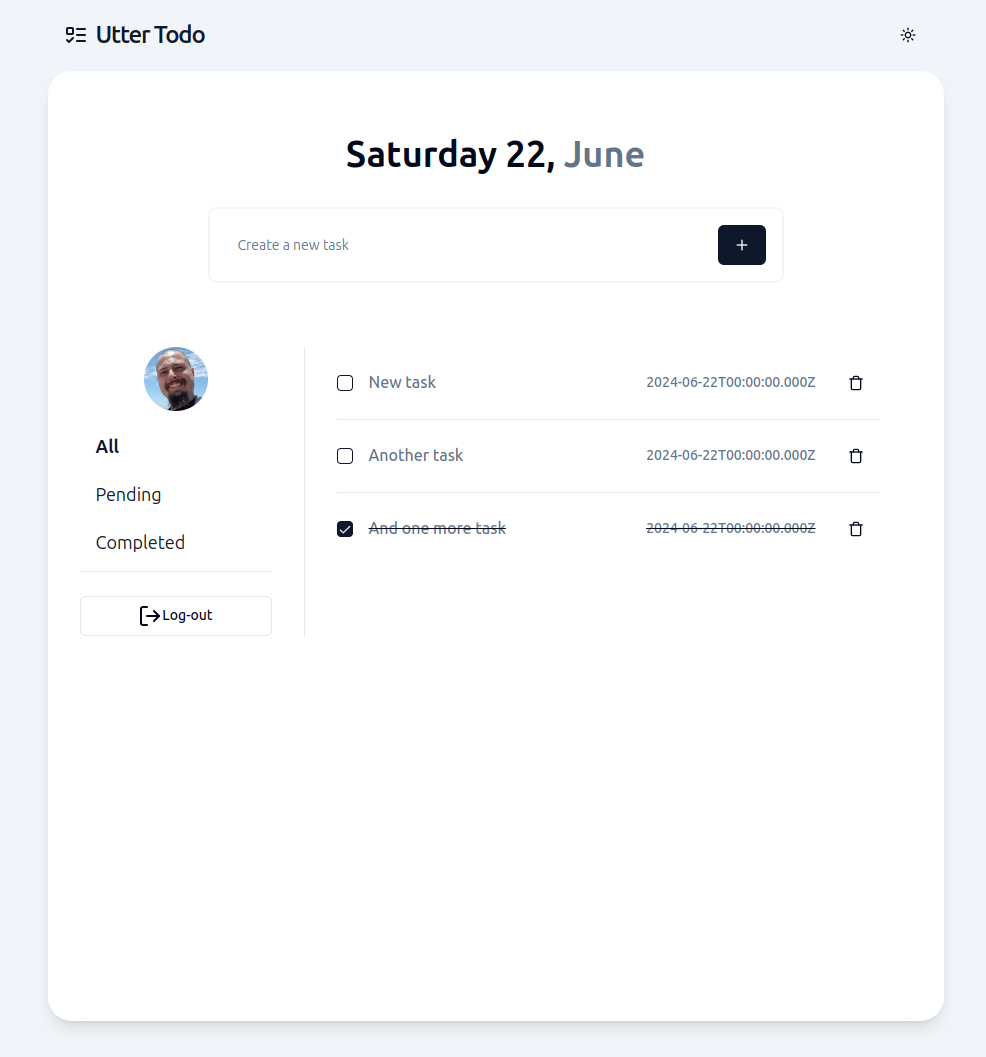 Utter Todo
Saturday 22, June
Create a new task
All
Pending
Completed
Log-out
New task 2024-06-22T00:00:00.000Z
Another task 2024-06-22T00:00:00.000Z
And one more task 2024-06-22T00:00:00.000Z